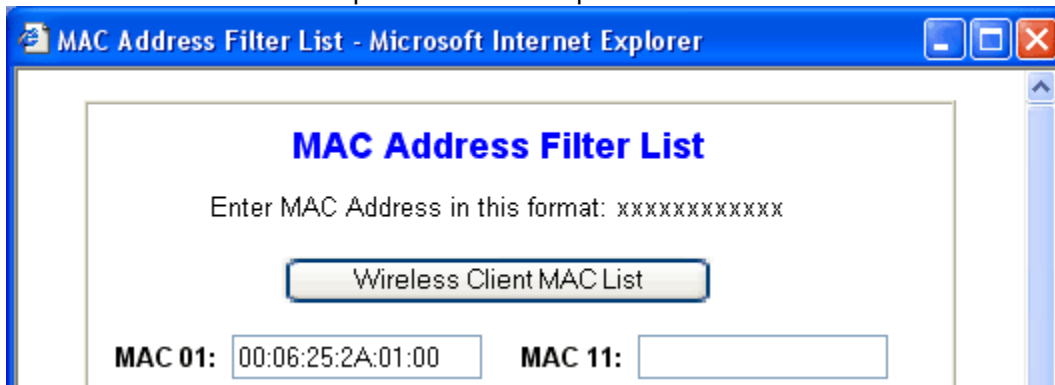 MAC Address Filter List - Microsoft Internet Explorer
MAC Address Filter List
Enter MAC Address in this format: xxxxxxxxxxxx
Wireless Client MAC List
MAC 01: 00:06:25:2A:01:00 MAC 11: